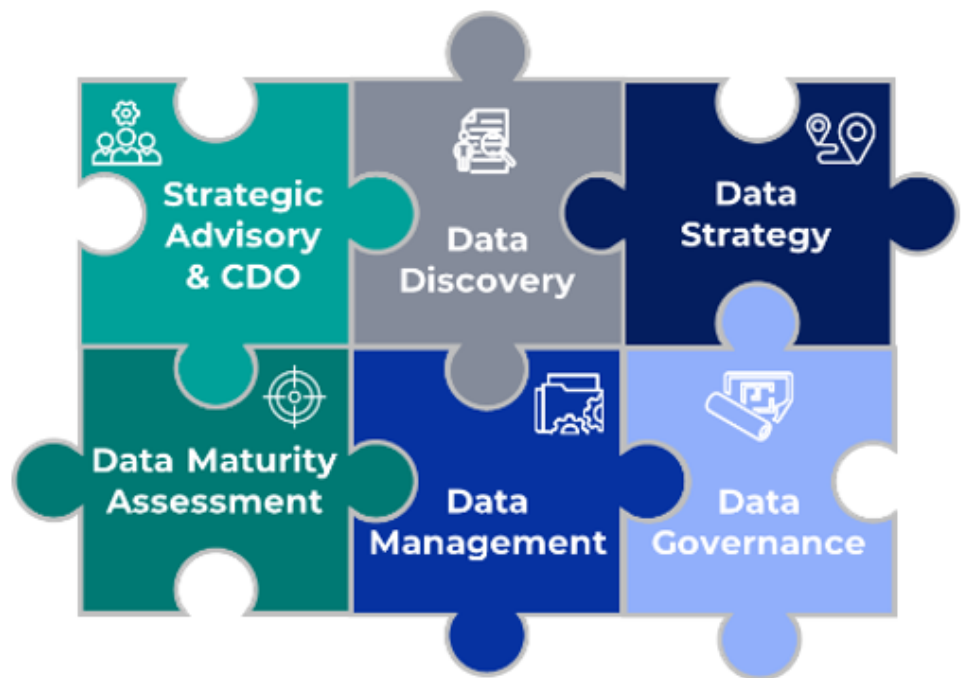 Strategic
Advisory
& CDO
Data
Discovery
Data
Strategy
Data Maturity
Assessment
Data
Management
Data
Governance